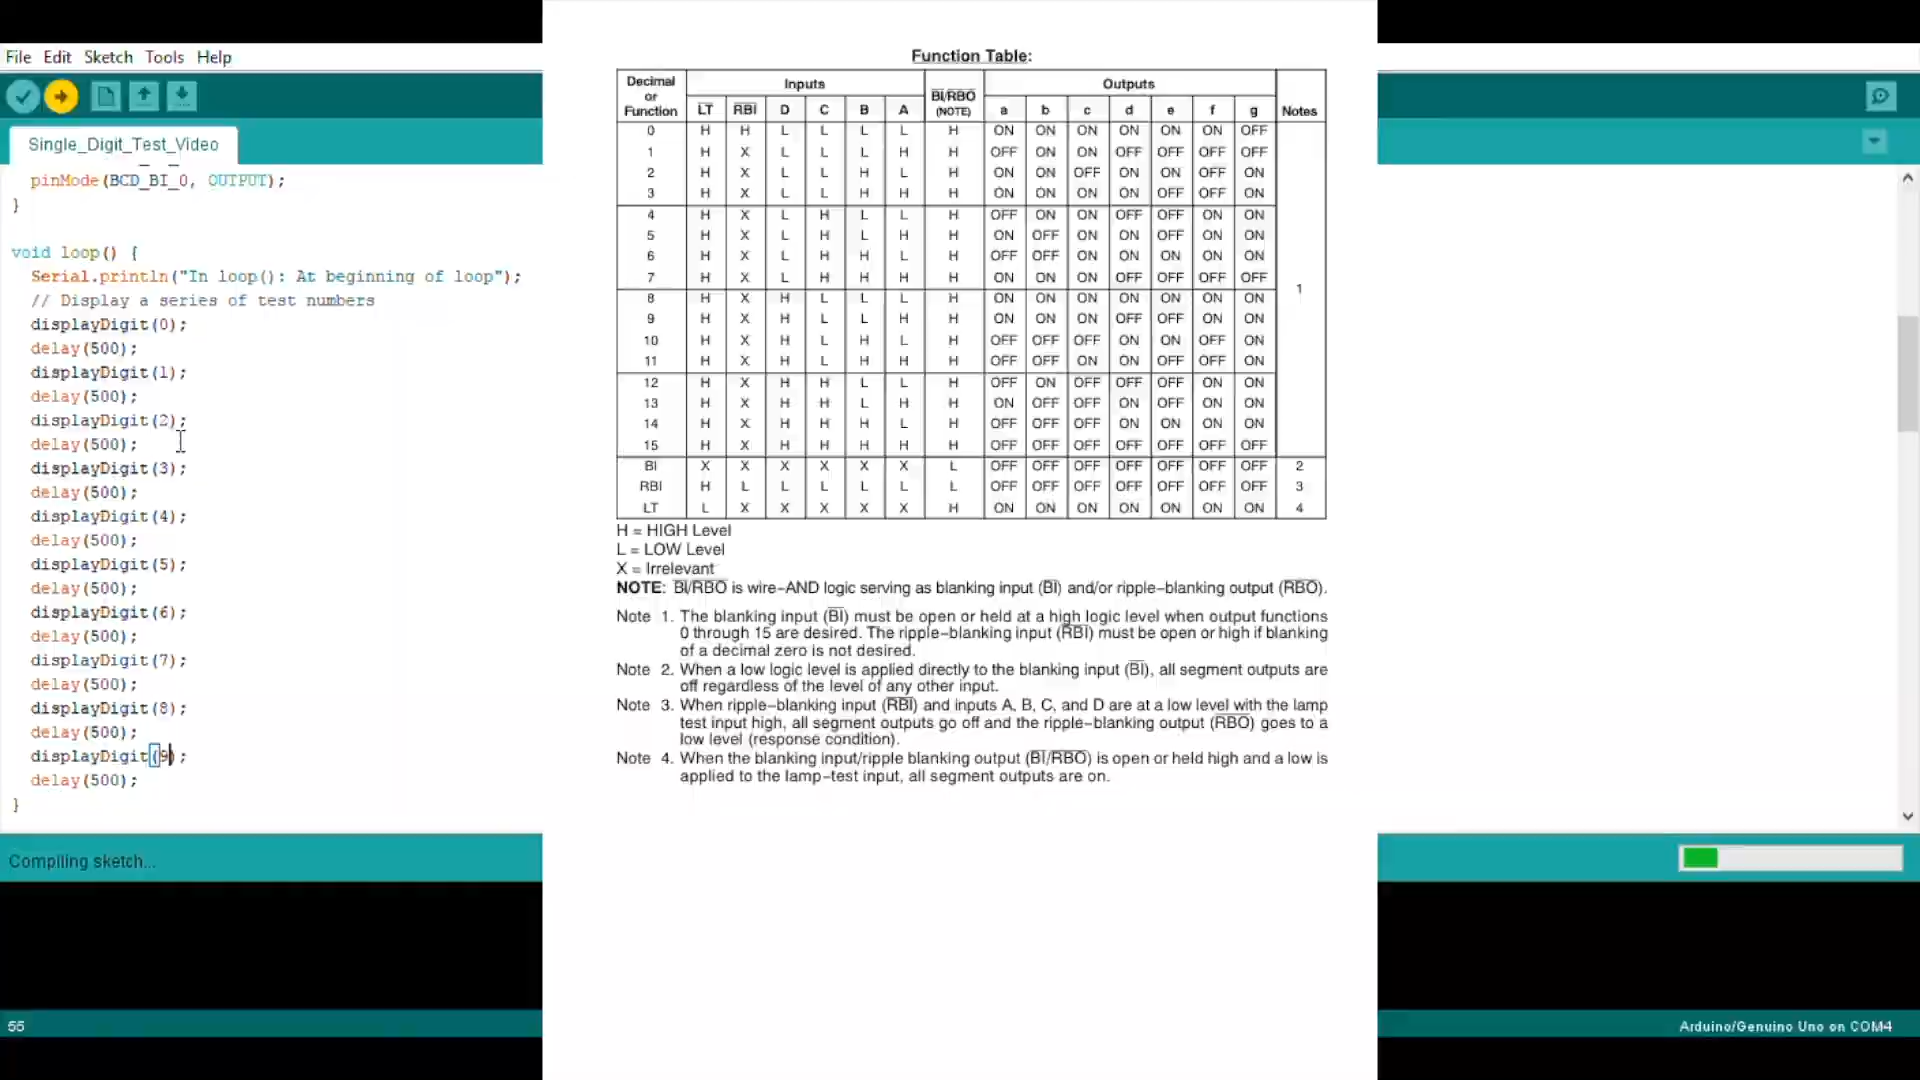 File Edit Sketch Tools Help
Single_Digit_Test_Video
pinMode(BCD_BI_0, OUTPUT);
}
void loop() {
Serial.println("In loop(): At beginning of loop");
// Display a series of test numbers
displayDigit(0);
delay(500);
displayDigit(1);
delay(500);
displayDigit(2);
delay(500);
displayDigit(3);
delay(500);
displayDigit(4);
delay(500);
displayDigit(5);
delay(500);
displayDigit(6);
delay(500);
displayDigit(7);
delay(500);
displayDigit(8);
delay(500);
displayDigit(9);
delay(500);
}
Compiling sketch...
55
Arduino/Genuino Uno on COM4
Function Table:
Decimal or Function Inputs BI/RBO (NOTE) Outputs Notes
LT RBI D C B A a b c d e f g
0 H H L L L L H ON ON ON ON ON ON OFF
1 H X L L L H H OFF ON ON OFF OFF OFF OFF
2 H X L L H L H ON ON OFF ON ON OFF ON
3 H X L L H H H ON ON ON ON OFF OFF ON
4 H X L H L L H OFF ON ON OFF OFF ON ON
5 H X L H L H H ON OFF ON ON OFF ON ON
6 H X L H H L H OFF OFF ON ON ON ON ON
7 H X L H H H H ON ON ON OFF OFF OFF OFF
1
8 H X H L L L H ON ON ON ON ON ON ON
9 H X H L L H H ON ON ON OFF OFF ON ON
10 H X H L H L H OFF OFF OFF ON ON OFF ON
11 H X H L H H H OFF OFF ON ON OFF OFF ON
12 H X H H L L H OFF ON OFF OFF OFF ON ON
13 H X H H L H H ON OFF OFF ON OFF ON ON
14 H X H H H L H OFF OFF OFF ON ON ON ON
15 H X H H H H H OFF OFF OFF OFF OFF OFF OFF
BI X X X X X X L OFF OFF OFF OFF OFF OFF OFF 2
RBI H L L L L L L OFF OFF OFF OFF OFF OFF OFF 3
LT L X X X X X H ON ON ON ON ON ON ON 4
H = HIGH Level
L = LOW Level
X = Irrelevant
NOTE: BI/RBO is wire–AND logic serving as blanking input (BI) and/or ripple–blanking output (RBO).
Note 1. The blanking input (BI) must be open or held at a high logic level when output functions
0 through 15 are desired. The ripple–blanking input (RBI) must be open or high if blanking
of a decimal zero is not desired.
Note 2. When a low logic level is applied directly to the blanking input (BI), all segment outputs are
off regardless of the level of any other input.
Note 3. When ripple–blanking input (RBI) and inputs A, B, C, and D are at a low level with the lamp
test input high, all segment outputs go off and the ripple–blanking output (RBO) goes to a
low level (response condition).
Note 4. When the blanking input/ripple blanking output (BI/RBO) is open or held high and a low is
applied to the lamp–test input, all segment outputs are on.